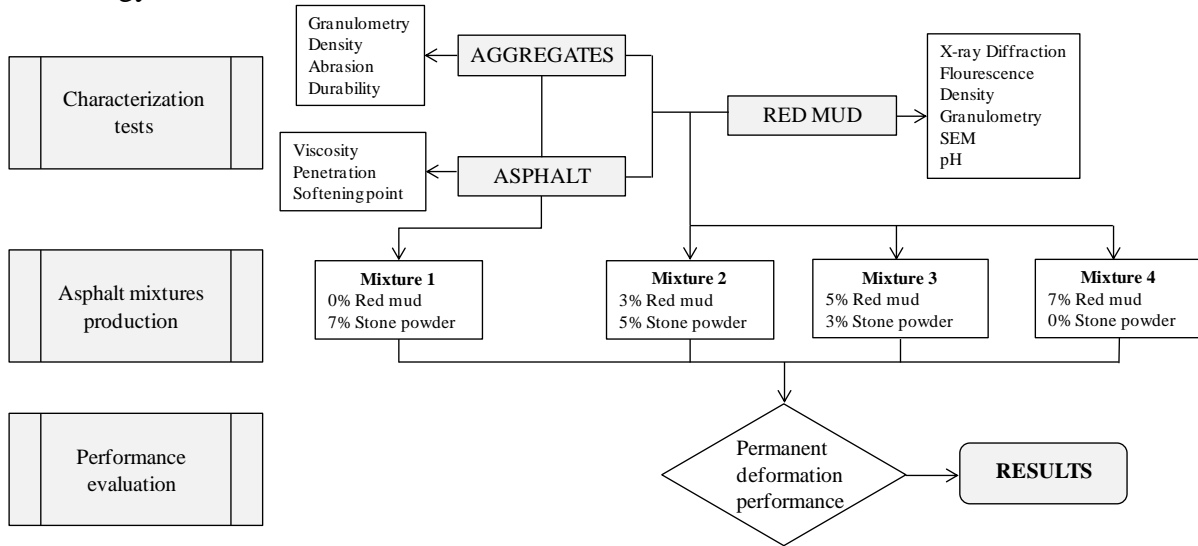 Granulometry
Density
Abrasion
Durability
AGGREGATES
X-ray Diffraction
Flourescence
Density
Granulometry
SEM
pH
RED MUD
Characterization
tests
Viscosity
Penetration
Softening point
ASPHALT
Asphalt mixtures
production
Mixture 1
0% Red mud
7% Stone powder
Mixture 2
3% Red mud
5% Stone powder
Mixture 3
5% Red mud
3% Stone powder
Mixture 4
7% Red mud
0% Stone powder
Performance
evaluation
Permanent
deformation
performance
RESULTS